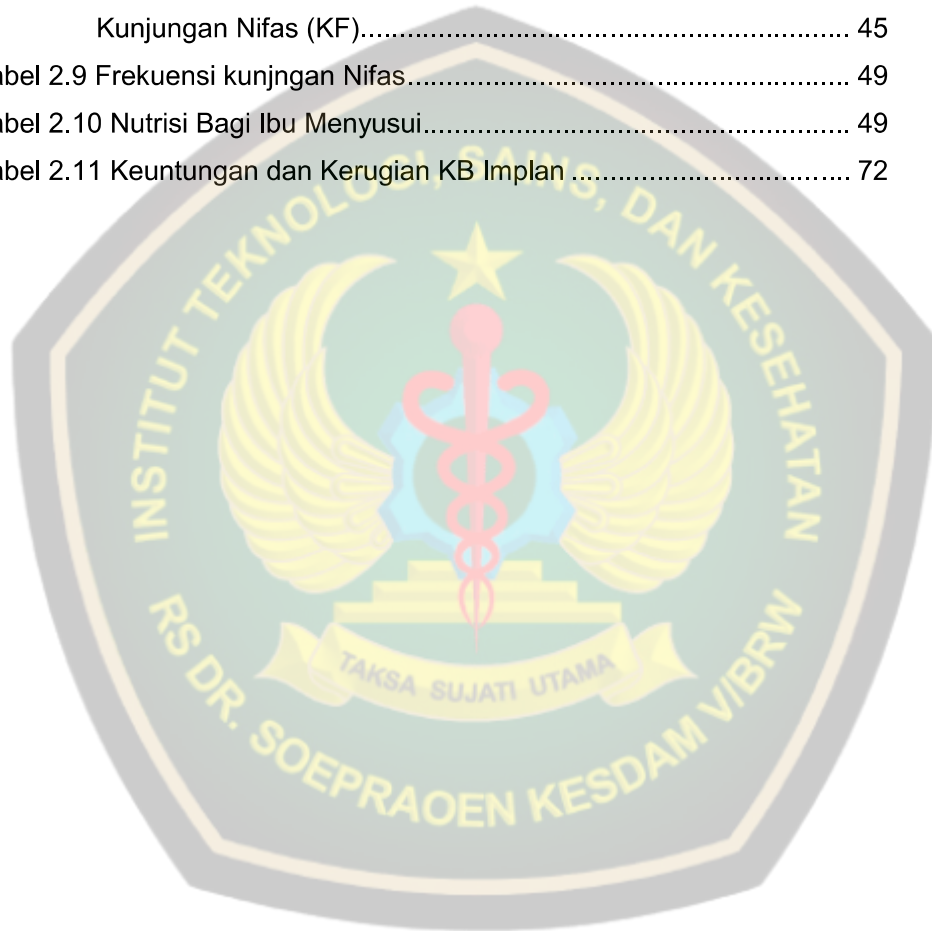 Kunjungan Nifas (KF)............................................................... 45
abel 2.9 Frekuensi kunjngan Nifas......................................................... 49
abel 2.10 Nutrisi Bagi Ibu Menyusui....................................................... 49
abel 2.11 Keuntungan dan Kerugian KB Implan .................................... 72
INSTITUT TEKNOLOGI, SAINS, DAN KESEHATAN
TAKSA SUJATI UTAMA
RS DR. SOEPRAOEN KESDAM V/BRW